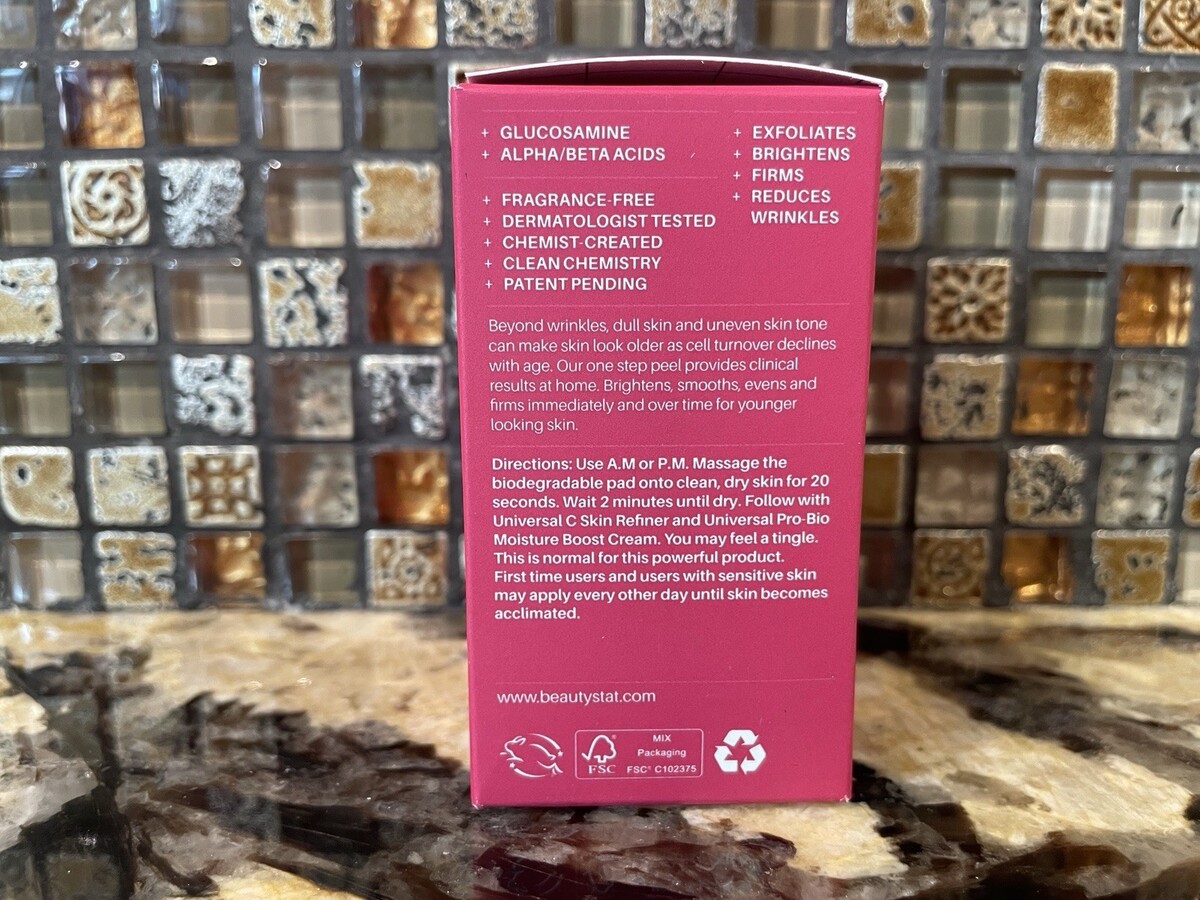 + GLUCOSAMINE
+ ALPHA/BETA ACIDS
+ EXFOLIATES
+ BRIGHTENS
+ FIRMS
+ REDUCES
WRINKLES
+ FRAGRANCE-FREE
+ DERMATOLOGIST TESTED
+ CHEMIST-CREATED
+ CLEAN CHEMISTRY
+ PATENT PENDING
Beyond wrinkles, dull skin and uneven skin tone
can make skin look older as cell turnover declines
with age. Our one step peel provides clinical
results at home. Brightens, smooths, evens and
firms immediately and over time for younger
looking skin.
Directions: Use A.M or P.M. Massage the
biodegradable pad onto clean, dry skin for 20
seconds. Wait 2 minutes until dry. Follow with
Universal C Skin Refiner and Universal Pro-Bio
Moisture Boost Cream. You may feel a tingle.
This is normal for this powerful product.
First time users and users with sensitive skin
may apply every other day until skin becomes
acclimated.
www.beautystat.com
FSC®
MIX
Packaging
FSC® C102375